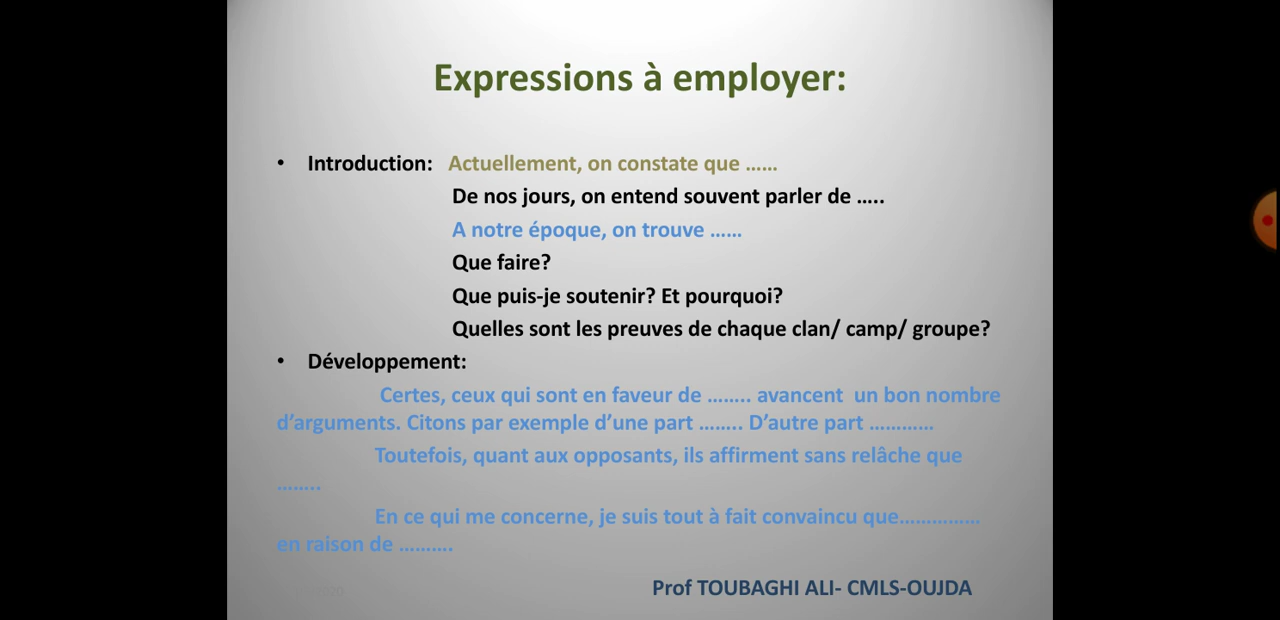 Expressions à employer:
• Introduction: Actuellement, on constate que ……
De nos jours, on entend souvent parler de …..
A notre époque, on trouve ……
Que faire?
Que puis-je soutenir? Et pourquoi?
Quelles sont les preuves de chaque clan/ camp/ groupe?
• Développement:
Certes, ceux qui sont en faveur de …….. avancent un bon nombre
d’arguments. Citons par exemple d’une part …….. D’autre part …………
Toutefois, quant aux opposants, ils affirment sans relâche que
……..
En ce qui me concerne, je suis tout à fait convaincu que……………
en raison de ……….
Prof TOUBAGHI ALI- CMLS-OUJDA